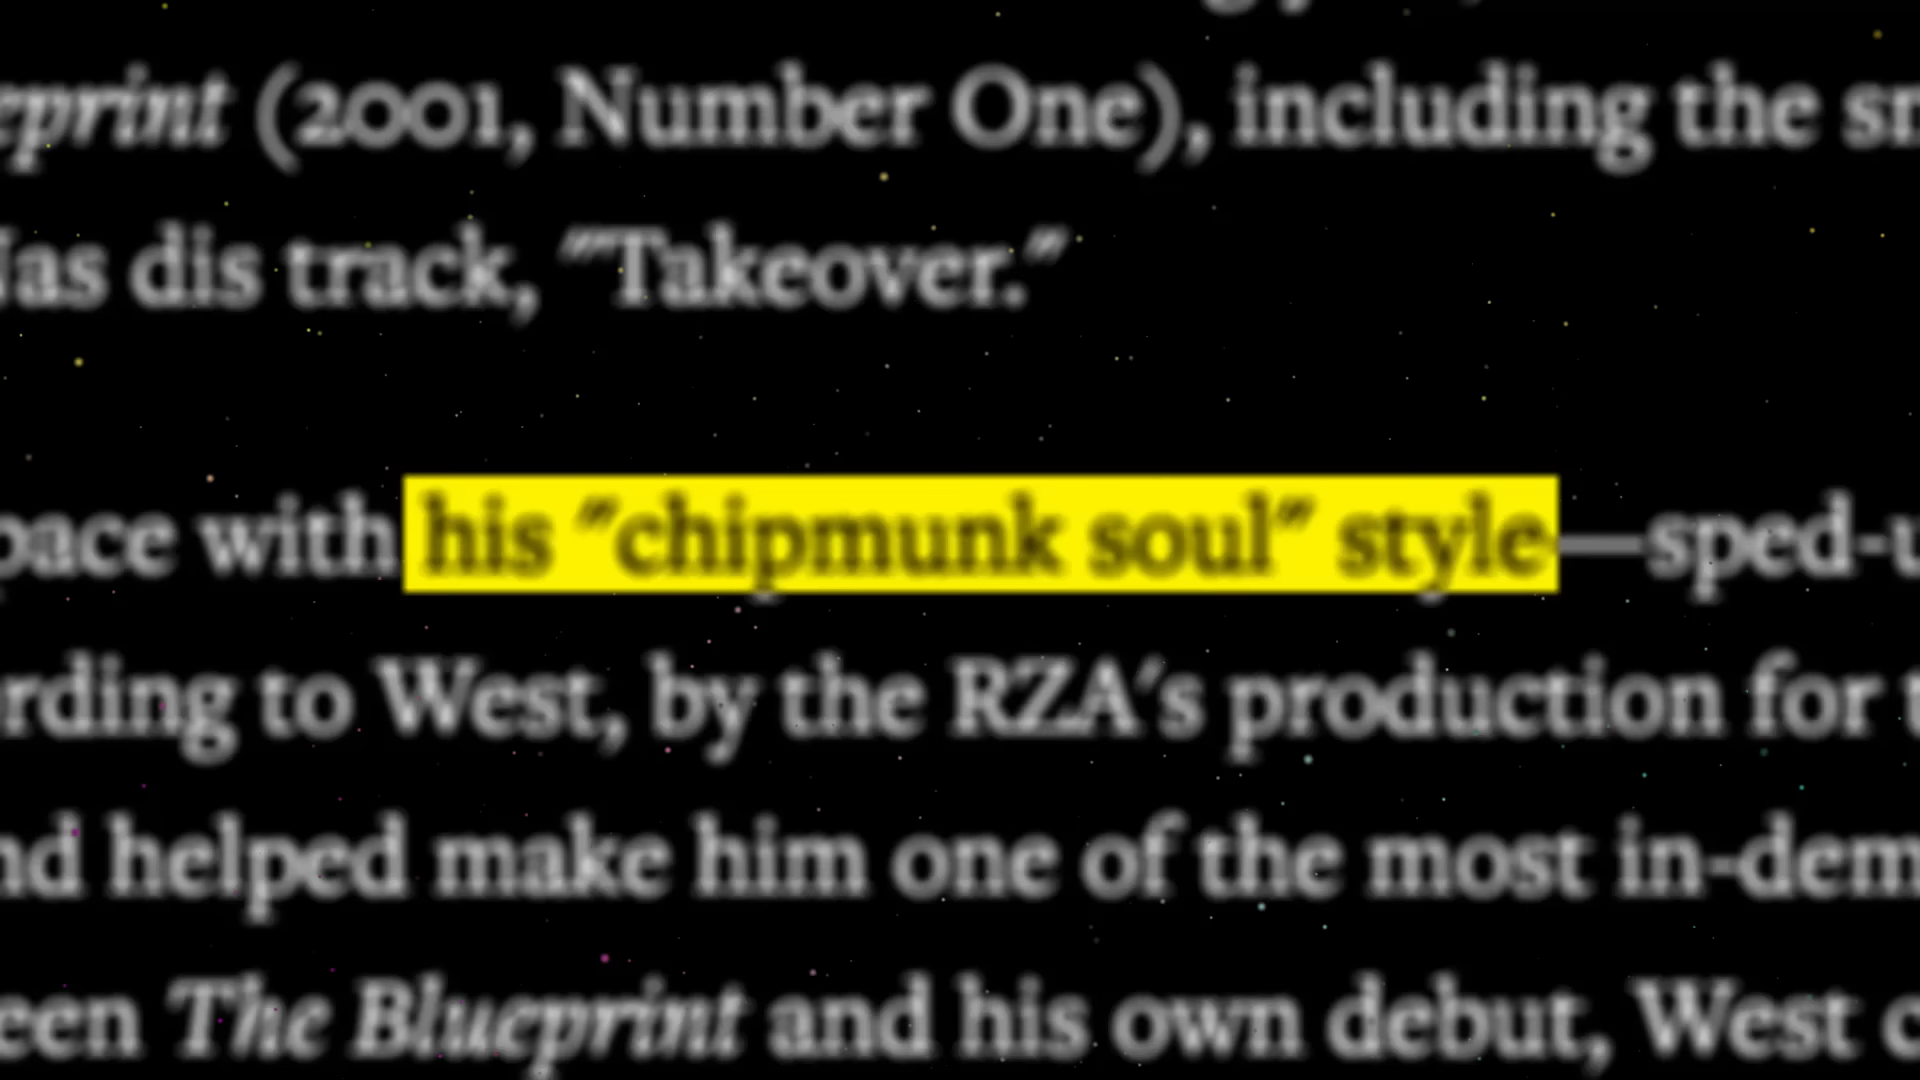 eprint (2001, Number One), including the
Nas dis track, "Takeover."
pace with his "chipmunk soul" style—sped-u
rding to West, by the RZA's production for t
nd helped make him one of the most in-dem
een The Blueprint and his own debut, West c